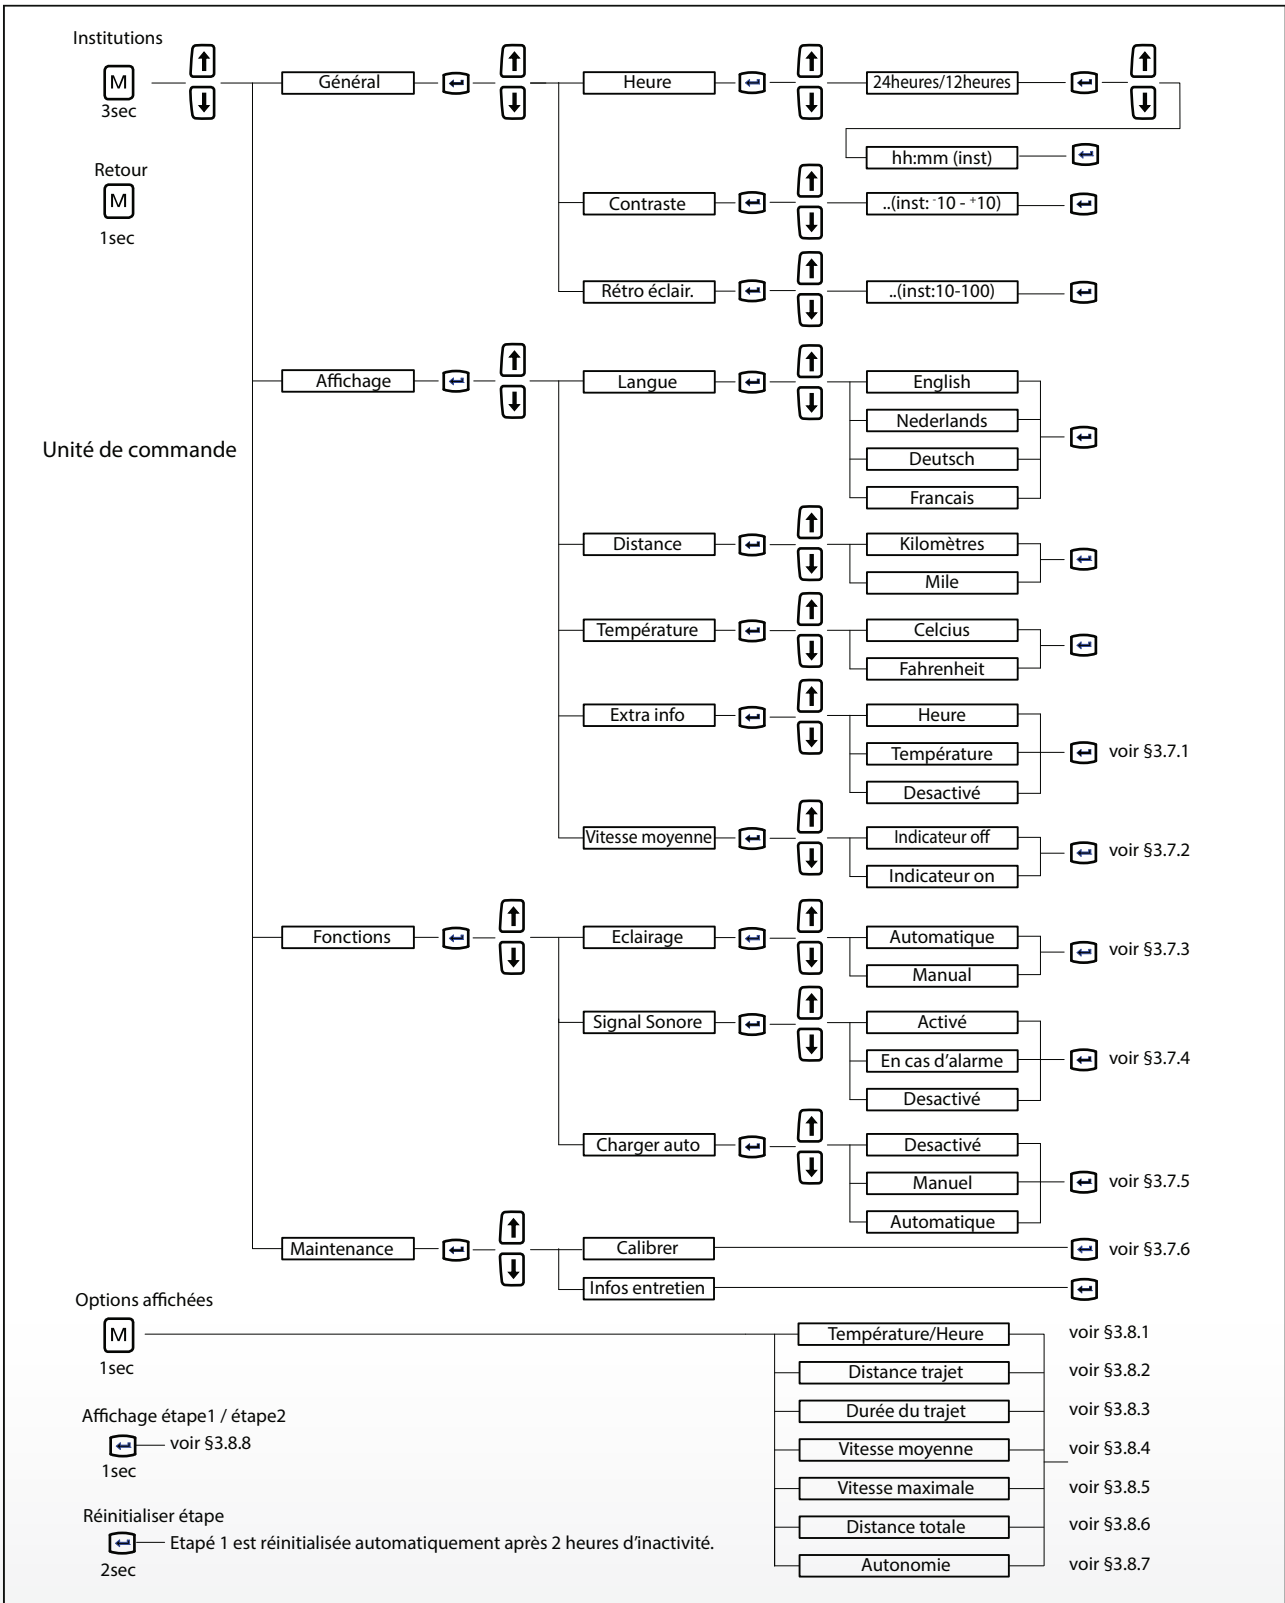 Institutions
M
3sec
Général
Heure
24heures/12heures
hh:mm (inst)
Retour
M
1sec
Contraste
..(inst: -10 - +10)
Rétro éclair.
..(inst:10-100)
Affichage
Langue
English
Nederlands
Deutsch
Francais
Unité de commande
Distance
Kilomètres
Mile
Température
Celcius
Fahrenheit
Extra info
Heure
Température
Desactivé
voir §3.7.1
Vitesse moyenne
Indicateur off
Indicateur on
voir §3.7.2
Fonctions
Eclairage
Automatique
Manual
voir §3.7.3
Signal Sonore
Activé
En cas d’alarme
Desactivé
voir §3.7.4
Charger auto
Desactivé
Manuel
Automatique
voir §3.7.5
Maintenance
Calibrer
voir §3.7.6
Infos entretien
Options affichées
M
1sec
Température/Heure
voir §3.8.1
Distance trajet
voir §3.8.2
Durée du trajet
voir §3.8.3
Vitesse moyenne
voir §3.8.4
Vitesse maximale
voir §3.8.5
Distance totale
voir §3.8.6
Autonomie
voir §3.8.7
Affichage étape1 / étape2
voir §3.8.8
1sec
Réinitialiser étape
Etapé 1 est réinitialisée automatiquement après 2 heures d’inactivité.
2sec